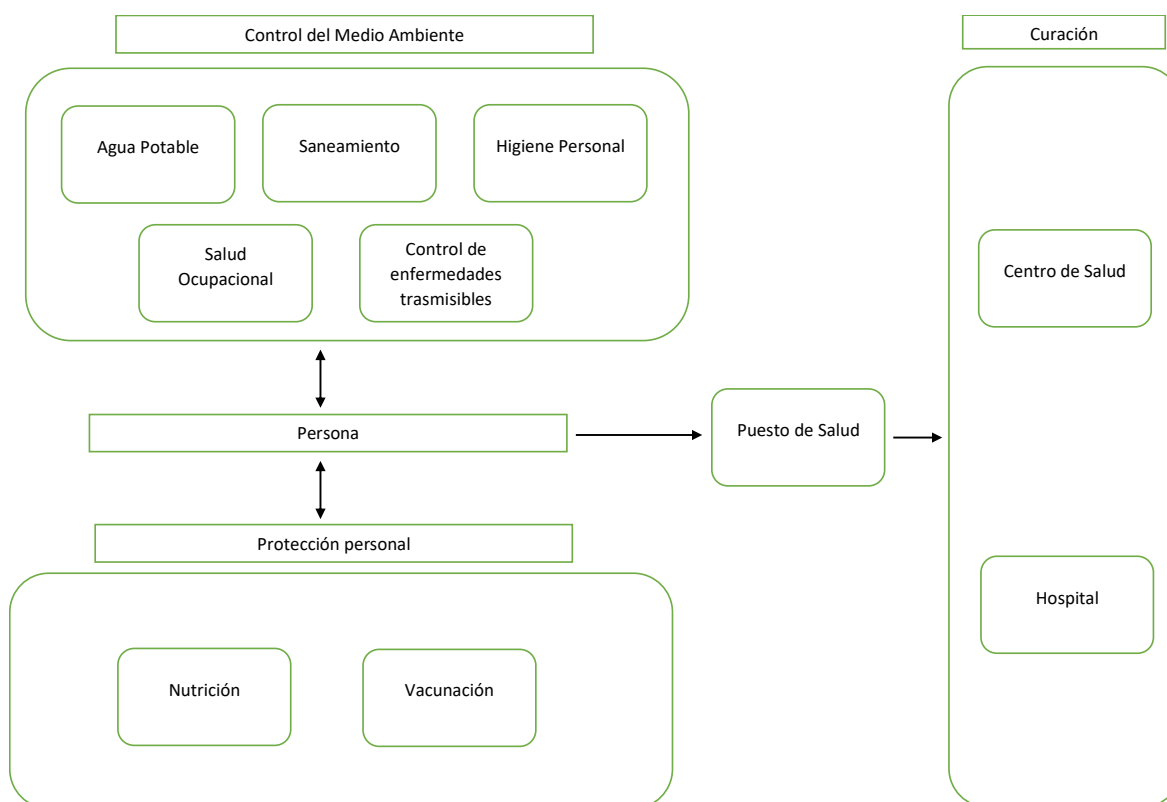 Control del Medio Ambiente
Curación
Agua Potable
Saneamiento
Higiene Personal
Salud
Ocupacional
Control de
enfermedades
trasmisibles
Centro de Salud
Persona
Puesto de Salud
Protección personal
Hospital
Nutrición
Vacunación